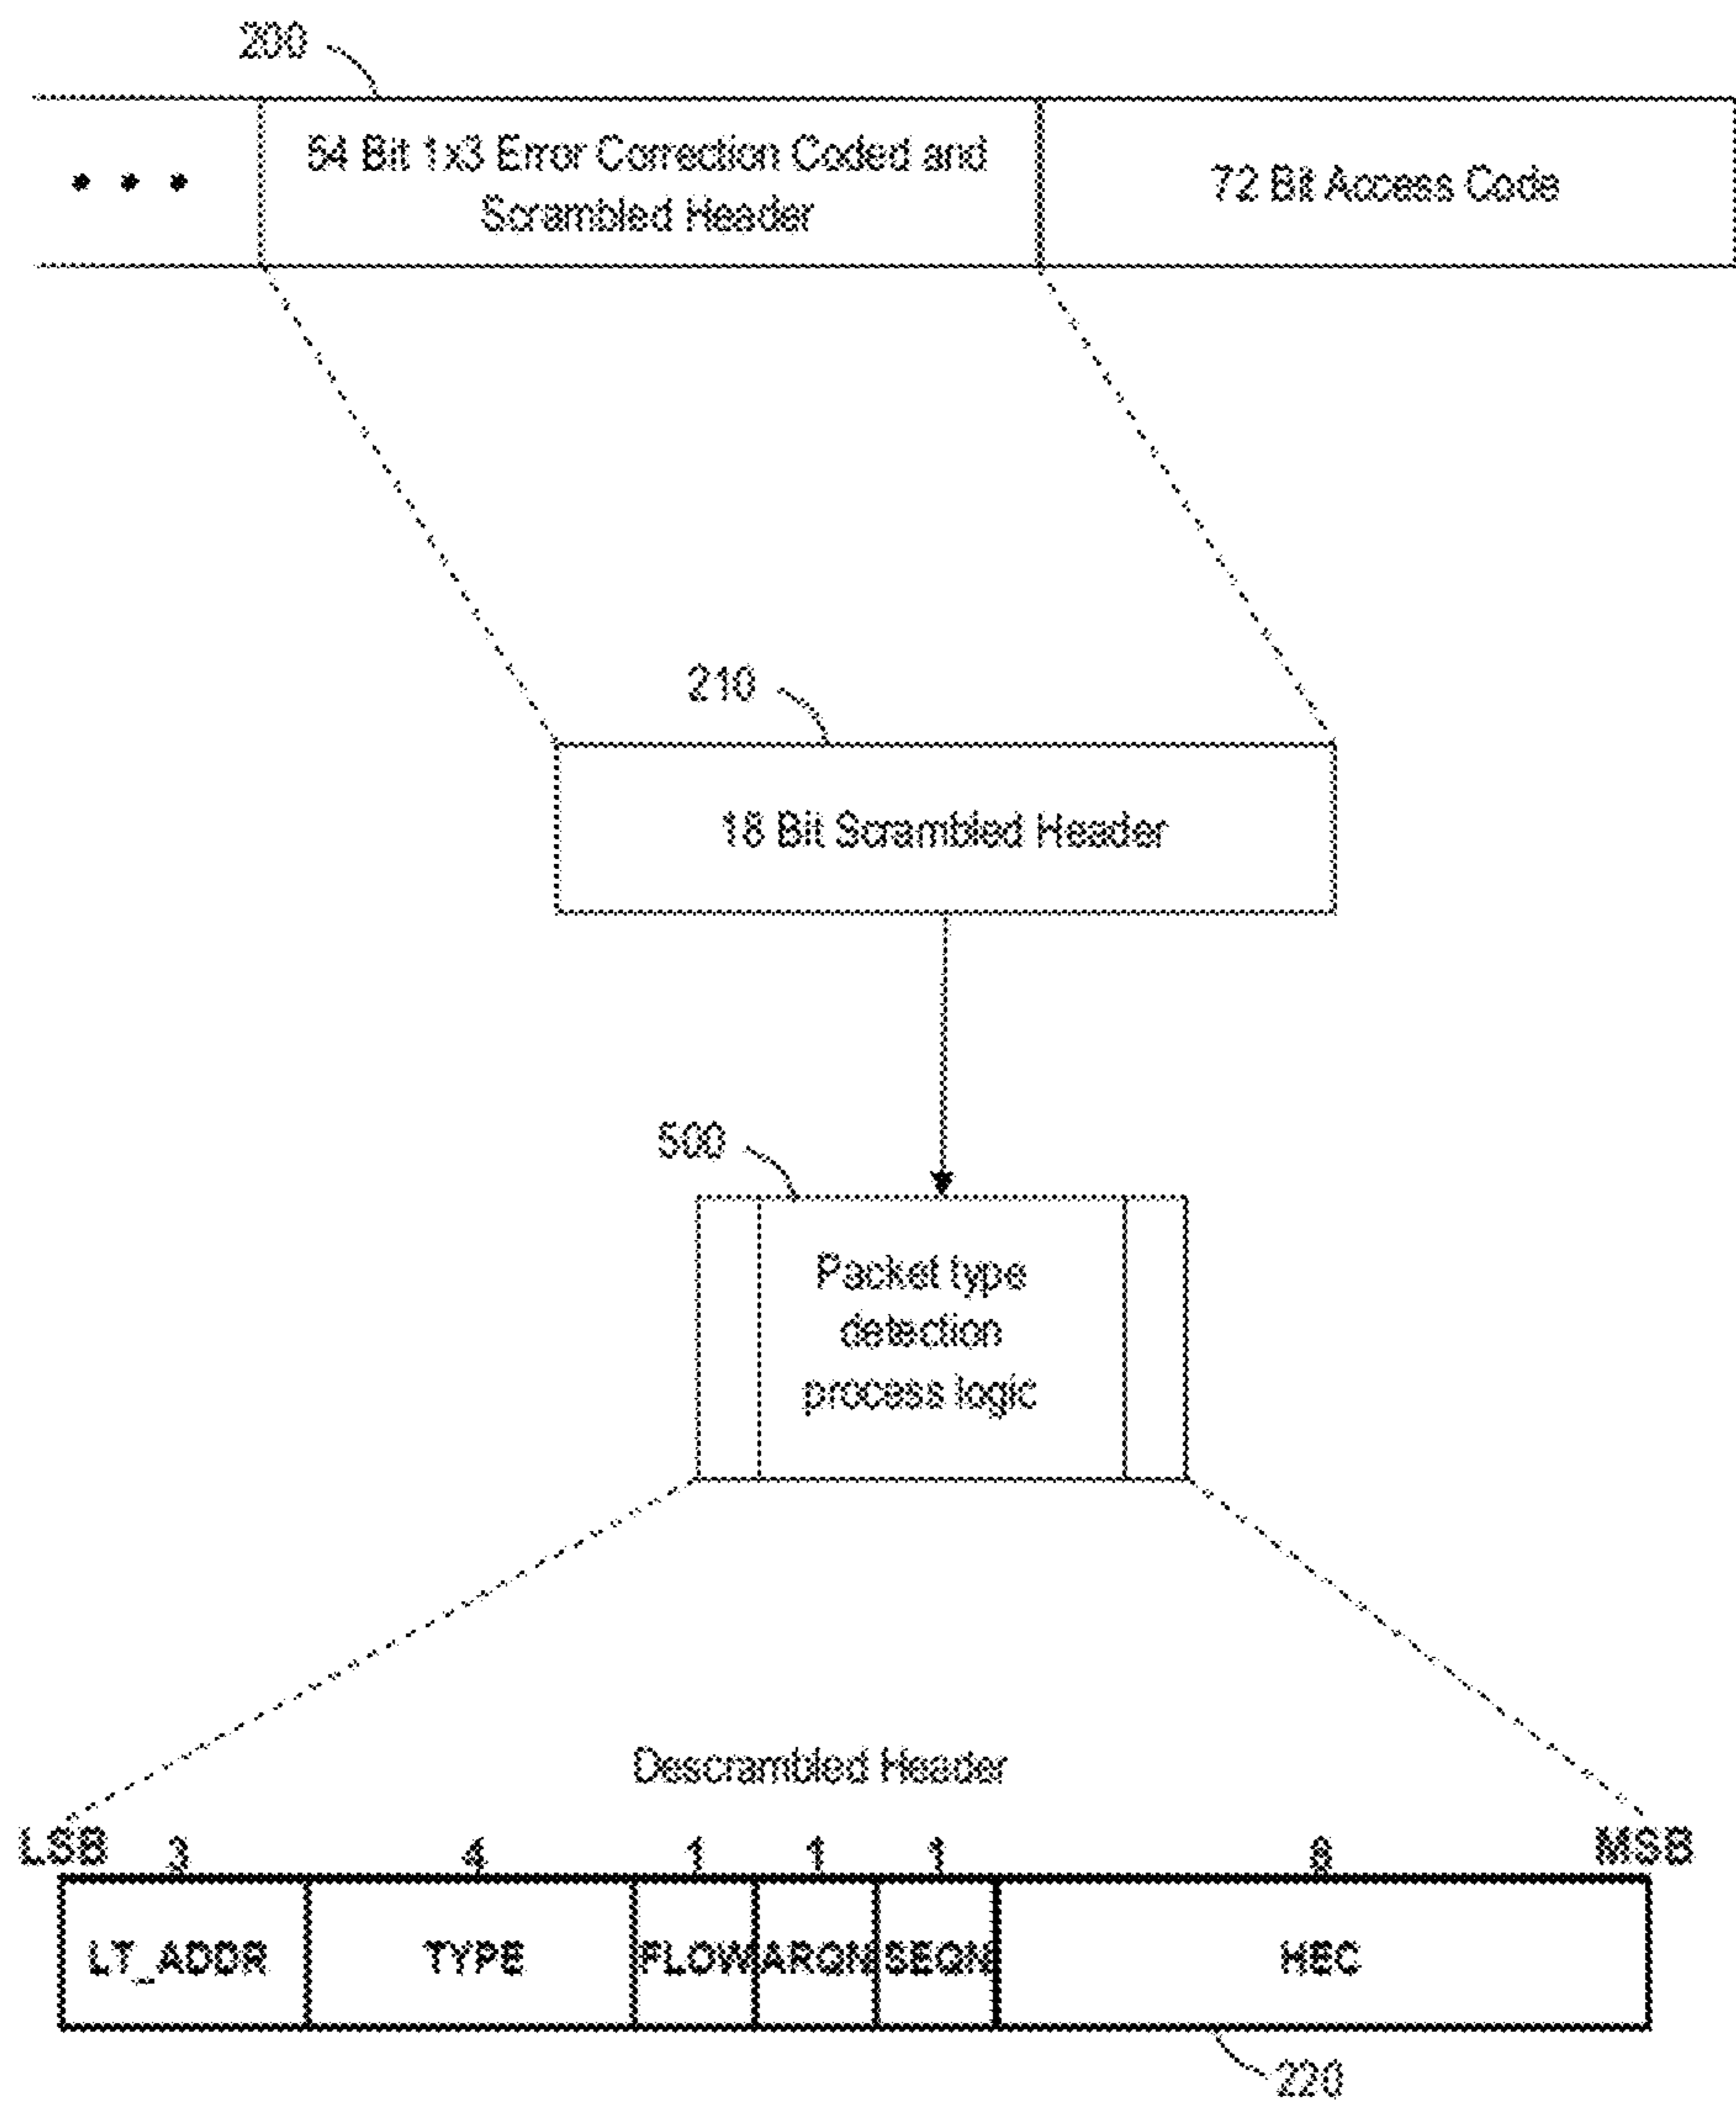 200
54 Bit 1x3 Error Correction Coded and
Scrambled Header
72 Bit Access Code
210
18 Bit Scrambled Header
500
Packet type
detection
process logic
Descrambled Header
LSB 3 4 1 1 1 8 MSB
LT_ADDR TYPE FLOW ARQN SEQN HEC
220